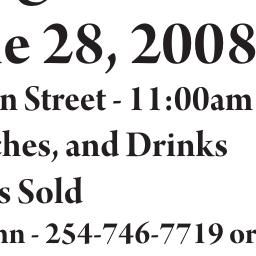 e 28, 2008
n Street - 11:00am
ches, and Drinks
s Sold
nn - 254-746-7719 or